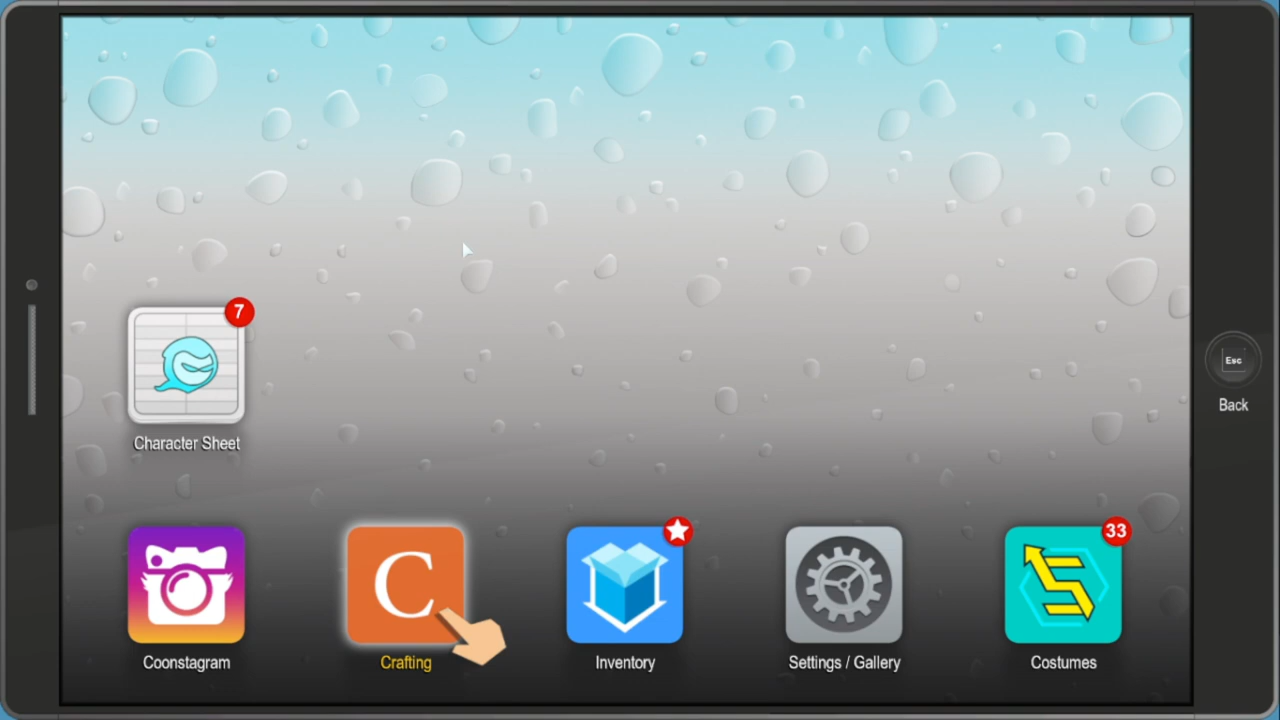 7
Character Sheet
Esc
Back
33
C
Coonstagram
Crafting
Inventory
Settings / Gallery
Costumes